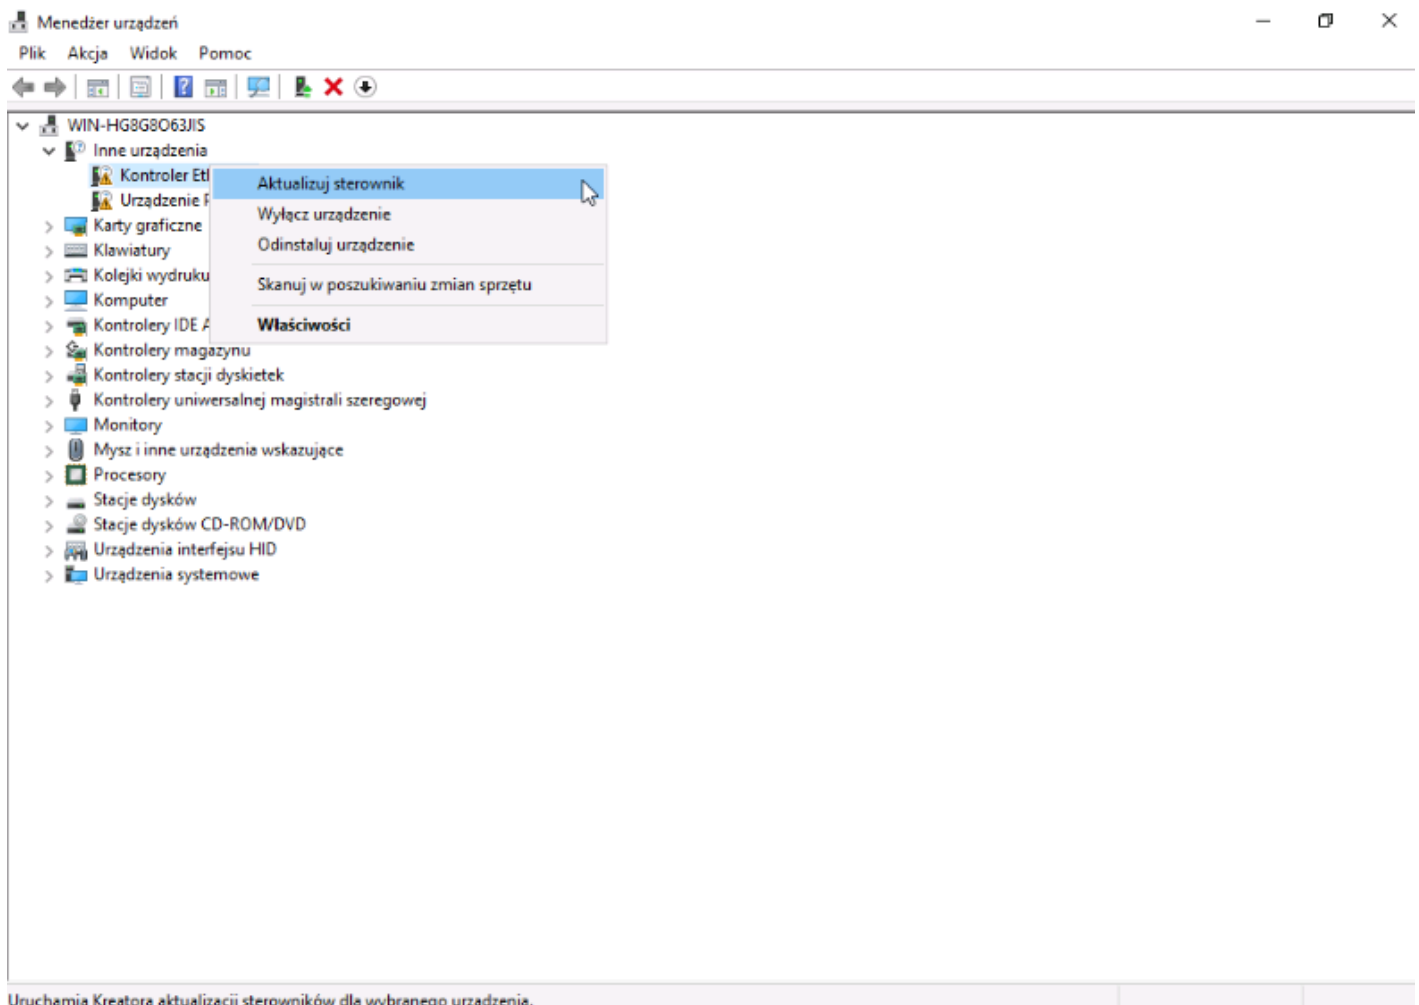 Menedżer urządzeń
Plik Akcja Widok Pomoc
WIN-HG8G8O63JIS
Inne urządzenia
Kontroler Etl
Urządzenie P
Karty graficzne
Klawiatury
Kolejki wydruku
Komputer
Kontrolery IDE A
Kontrolery magazynu
Kontrolery stacji dyskietek
Kontrolery uniwersalnej magistrali szeregowej
Monitory
Mysz i inne urządzenia wskazujące
Procesory
Stacje dysków
Stacje dysków CD-ROM/DVD
Urządzenia interfejsu HID
Urządzenia systemowe
Aktualizuj sterownik
Wyłącz urządzenie
Odinstaluj urządzenie
Skanuj w poszukiwaniu zmian sprzętu
Właściwości
Uruchamia Kreatora aktualizacji sterowników dla wybranego urządzenia.